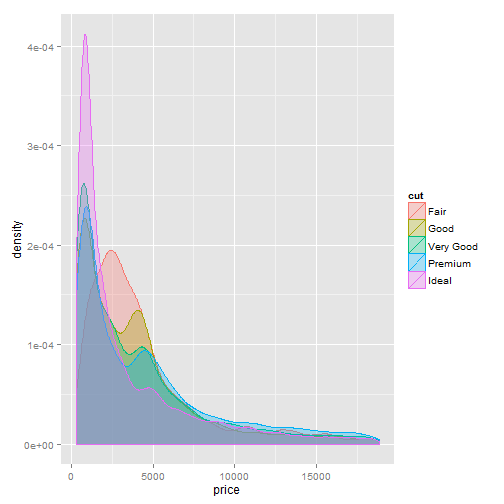 4e-04
3e-04
2e-04
1e-04
0e+00
density
0
5000
10000
15000
price
cut
Fair
Good
Very Good
Premium
Ideal